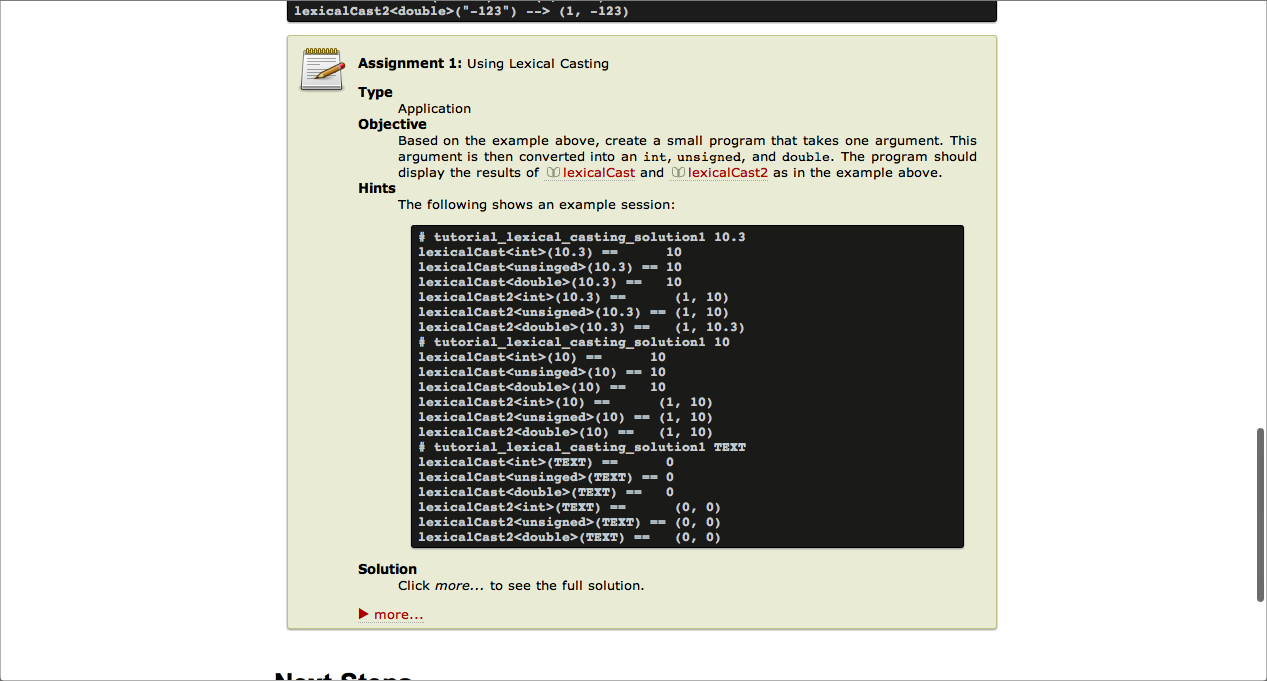 lexicalCast2<double>("-123") --> (1, -123)
Assignment 1: Using Lexical Casting
Type
Application
Objective
Based on the example above, create a small program that takes one argument. This
argument is then converted into an int, unsigned, and double. The program should
display the results of lexicalCast and lexicalCast2 as in the example above.
Hints
The following shows an example session:
# tutorial_lexical_casting_solution1 10.3
lexicalCast<int>(10.3) ==      10
lexicalCast<unsinged>(10.3) == 10
lexicalCast<double>(10.3) ==   10
lexicalCast2<int>(10.3) ==      (1, 10)
lexicalCast2<unsigned>(10.3) == (1, 10)
lexicalCast2<double>(10.3) ==   (1, 10.3)
# tutorial_lexical_casting_solution1 10
lexicalCast<int>(10) ==      10
lexicalCast<unsinged>(10) == 10
lexicalCast<double>(10) ==   10
lexicalCast2<int>(10) ==      (1, 10)
lexicalCast2<unsigned>(10) == (1, 10)
lexicalCast2<double>(10) ==   (1, 10)
# tutorial_lexical_casting_solution1 TEXT
lexicalCast<int>(TEXT) ==      0
lexicalCast<unsinged>(TEXT) == 0
lexicalCast<double>(TEXT) ==   0
lexicalCast2<int>(TEXT) ==      (0, 0)
lexicalCast2<unsigned>(TEXT) == (0, 0)
lexicalCast2<double>(TEXT) ==   (0, 0)
Solution
Click more... to see the full solution.
more...
Next Steps